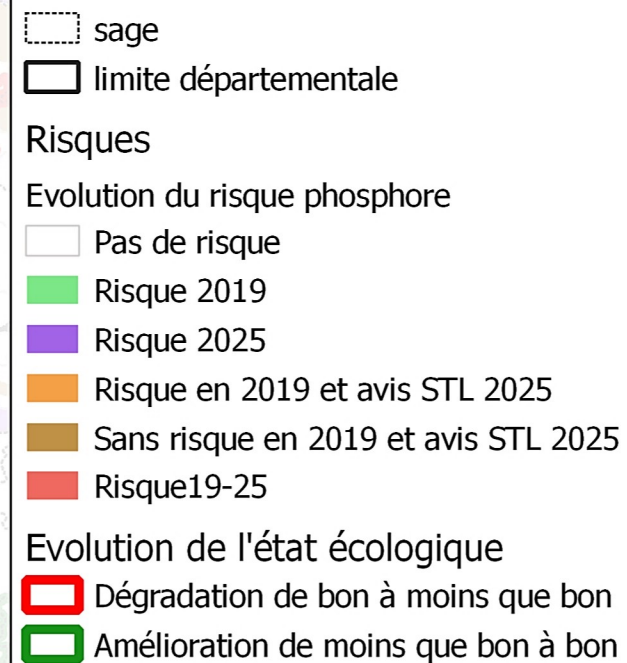 sage
limite départementale
Risques
Evolution du risque phosphore
Pas de risque
Risque 2019
Risque 2025
Risque en 2019 et avis STL 2025
Sans risque en 2019 et avis STL 2025
Risque19-25
Evolution de l'état écologique
Dégradation de bon à moins que bon
Amélioration de moins que bon à bon